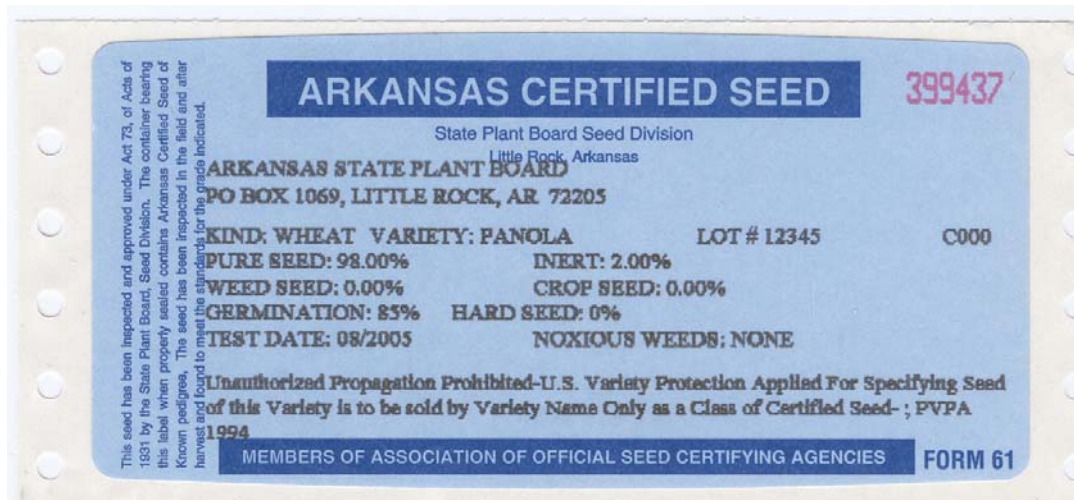 ARKANSAS CERTIFIED SEED
399437
State Plant Board Seed Division
Little Rock, Arkansas
ARKANSAS STATE PLANT BOARD
PO BOX 1069, LITTLE ROCK, AR 72205
KIND: WHEAT VARIETY: PANOLA LOT # 12345 C000
PURE SEED: 98.00% INERT: 2.00%
WEED SEED: 0.00% CROP SEED: 0.00%
GERMINATION: 85% HARD SEED: 0%
TEST DATE: 08/2005 NOXIOUS WEEDS: NONE
Unauthorized Propagation Prohibited-U.S. Variety Protection Applied For Specifying Seed
of this Variety is to be sold by Variety Name Only as a Class of Certified Seed- ; PVPA
1994
MEMBERS OF ASSOCIATION OF OFFICIAL SEED CERTIFYING AGENCIES
FORM 61
This seed has been inspected and approved under Act 73, of Acts of
1931 by the State Plant Board, Seed Division. The container bearing
this label when properly sealed contains Arkansas Certified Seed of
Known pedigree. The seed has been inspected in the field and after
harvest and found to meet the standards for the grade indicated.